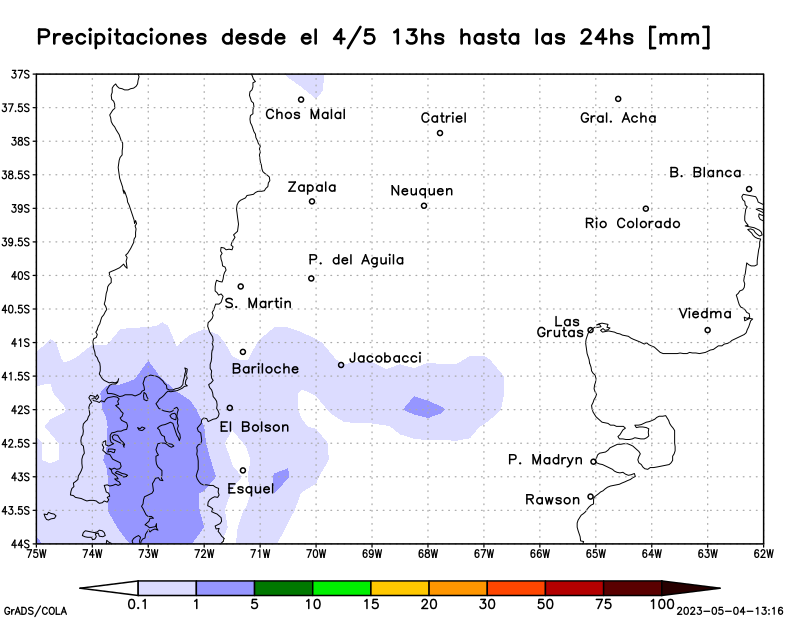 Precipitaciones desde el 4/5 13hs hasta las 24hs [mm]
37S
37.5S
38S
38.5S
39S
39.5S
40S
40.5S
41S
41.5S
42S
42.5S
43S
43.5S
44S
Chos Malal
Catriel
Gral. Acha
B. Blanca
Zapala
Neuquen
Rio Colorado
P. del Aguila
S. Martin
Las
Grutas
Viedma
Bariloche
Jacobacci
El Bolson
Esquel
P. Madryn
Rawson
75W 74W 73W 72W 71W 70W 69W 68W 67W 66W 65W 64W 63W 62W
0.1 1 5 10 15 20 30 50 75 100
GrADS/COLA
2023-05-04-13:16